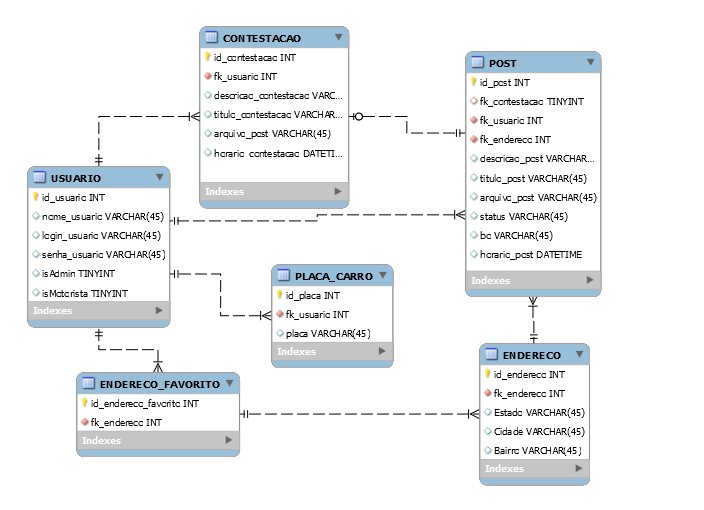 CONTESTACAO
id_contestacao INT
fk_usuario INT
descricao_contestacao VARC...
titulo_contestacao VARCHAR...
arquivo_post VARCHAR(45)
horario_contestacao DATETI...
Indexes
POST
id_post INT
fk_contestacao TINYINT
fk_usuario INT
fk_endereco INT
descricao_post VARCHAR...
titulo_post VARCHAR(45)
arquivo_post VARCHAR(45)
status VARCHAR(45)
bo VARCHAR(45)
horario_post DATETIME
Indexes
USUARIO
id_usuario INT
nome_usuario VARCHAR(45)
login_usuario VARCHAR(45)
senha_usuario VARCHAR(45)
isAdmin TINYINT
isMotorista TINYINT
Indexes
PLACA_CARRO
id_placa INT
fk_usuario INT
placa VARCHAR(45)
Indexes
ENDERECO_FAVORITO
id_endereco_favorito INT
fk_endereco INT
Indexes
ENDERECO
id_endereco INT
fk_endereco INT
Estado VARCHAR(45)
Cidade VARCHAR(45)
Bairro VARCHAR(45)
Indexes